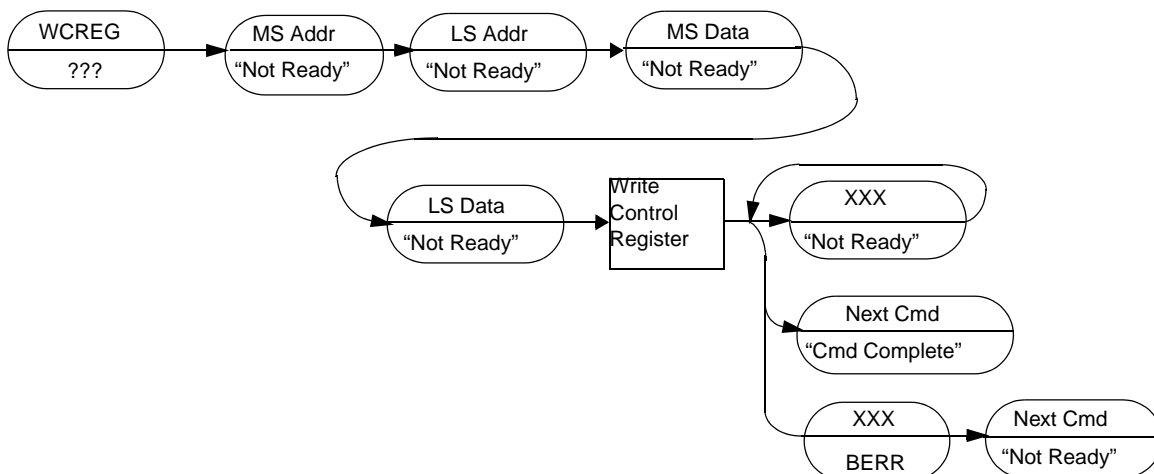 WCREG
???
MS Addr
“Not Ready”
LS Addr
“Not Ready”
MS Data
“Not Ready”
LS Data
“Not Ready”
Write
Control
Register
XXX
“Not Ready”
Next Cmd
“Cmd Complete”
XXX
BERR
Next Cmd
“Not Ready”